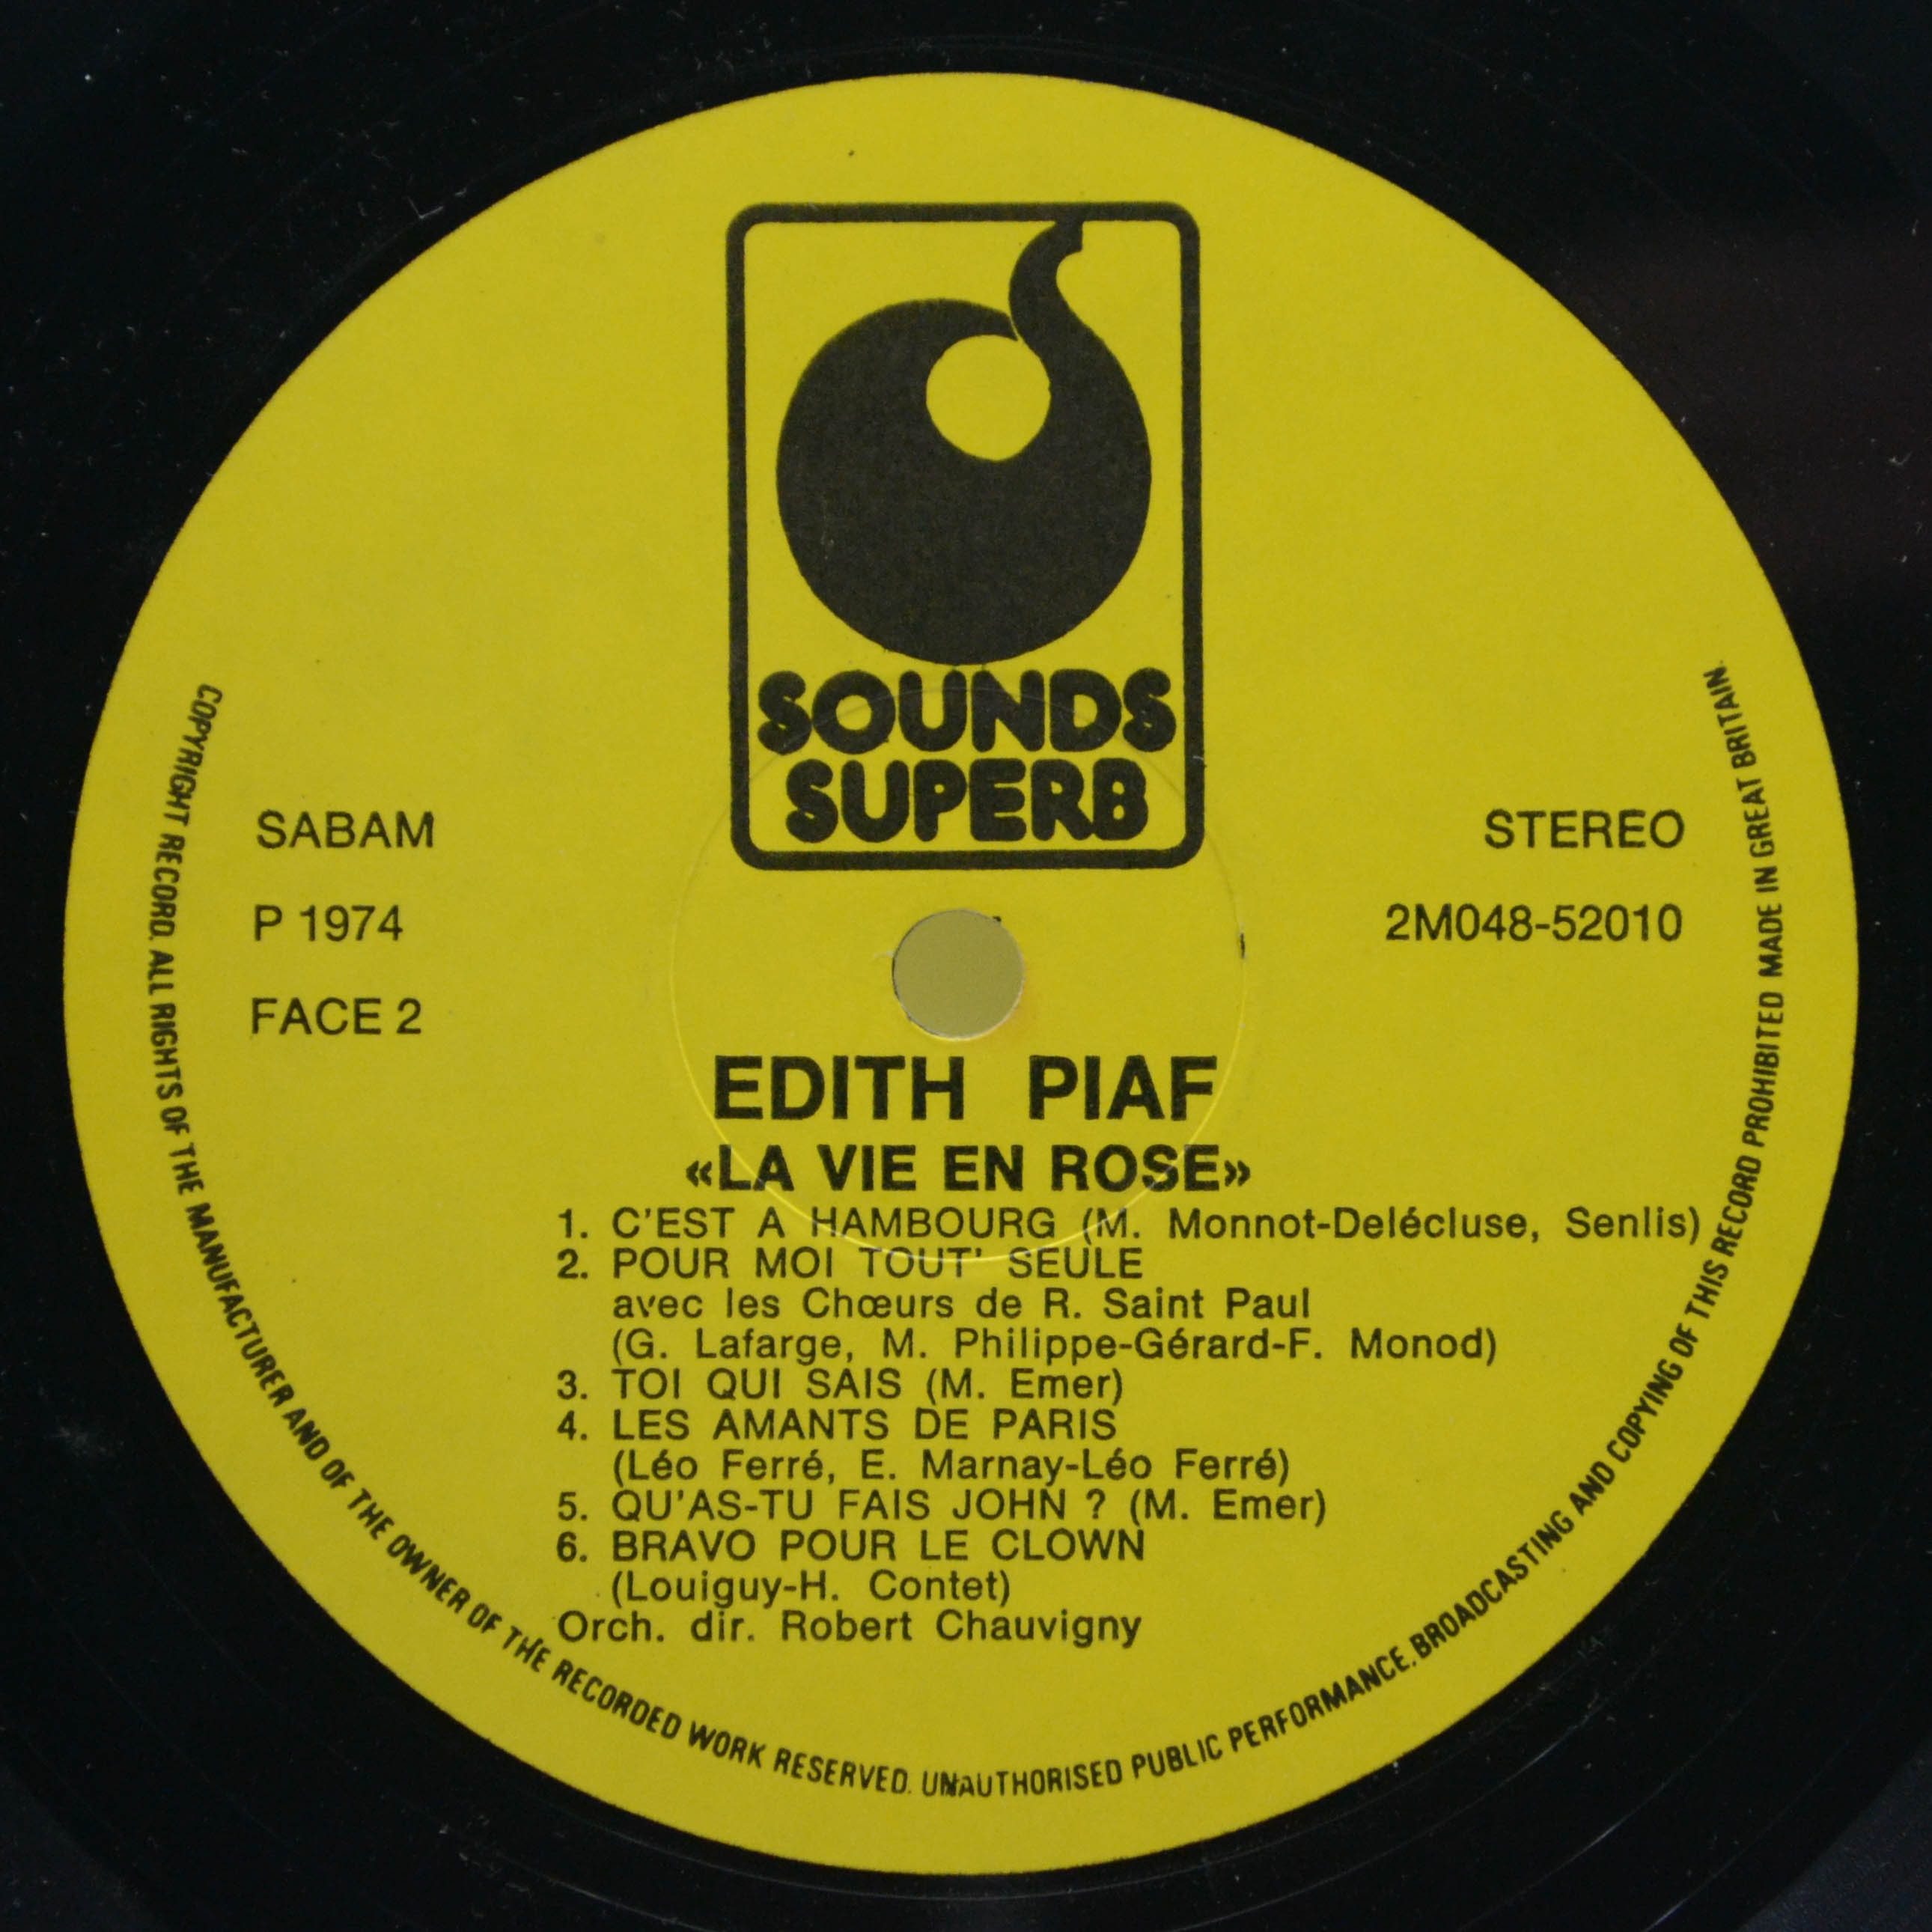 SOUNDS
SUPERB
SABAM
P 1974
FACE 2
STEREO
2M048-52010
EDITH PIAF
«LA VIE EN ROSE»
1. C'EST A HAMBOURG (M. Monnot-Delécluse, Senlis)
2. POUR MOI TOUT' SEULE
avec les Chœurs de R. Saint Paul
(G. Lafarge, M. Philippe-Gérard-F. Monod)
3. TOI QUI SAIS (M. Emer)
4. LES AMANTS DE PARIS
(Léo Ferré, E. Marnay-Léo Ferré)
5. QU'AS-TU FAIS JOHN ? (M. Emer)
6. BRAVO POUR LE CLOWN
(Louiguy-H. Contet)
Orch. dir. Robert Chauvigny
COPYRIGHT RECORD. ALL RIGHTS OF THE MANUFACTURER AND OF THE OWNER OF THE RECORDED WORK RESERVED. UNAUTHORISED PUBLIC PERFORMANCE. BROADCASTING AND COPYING OF THIS RECORD PROHIBITED MADE IN GREAT BRITAIN.